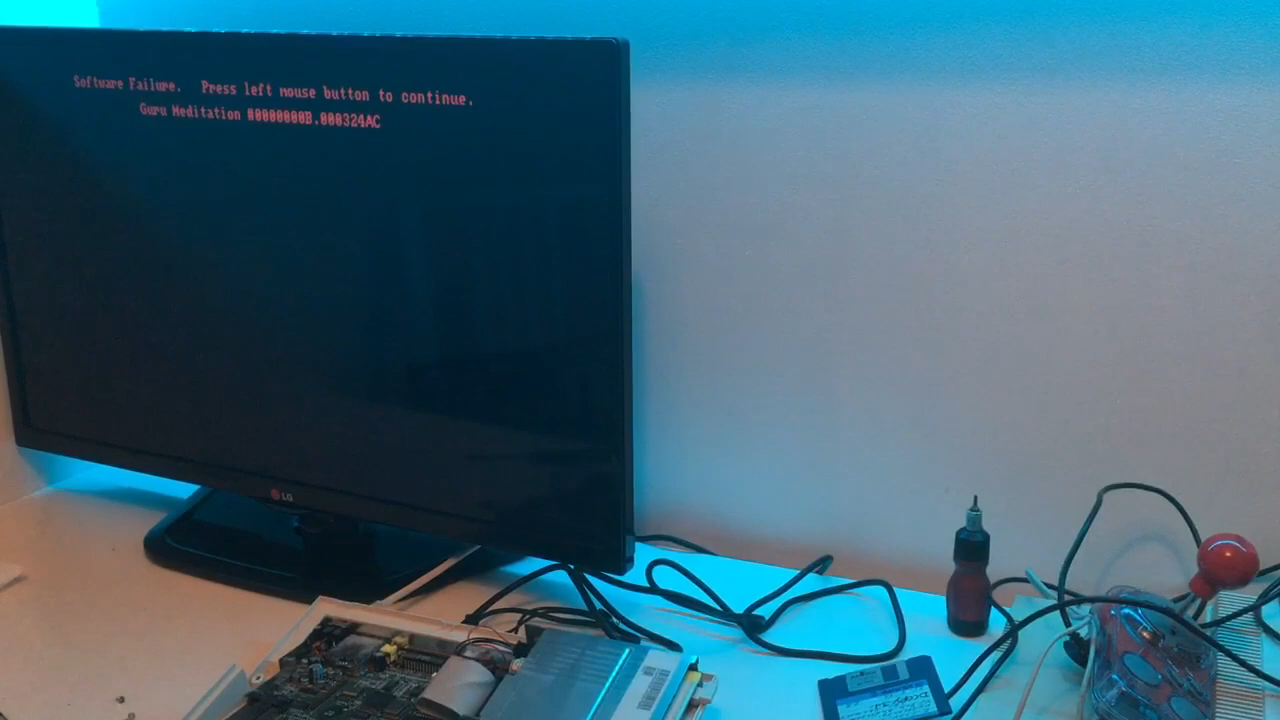 Software Failure.   Press left mouse button to continue.
Guru Meditation #0000000B.000324AC
LG